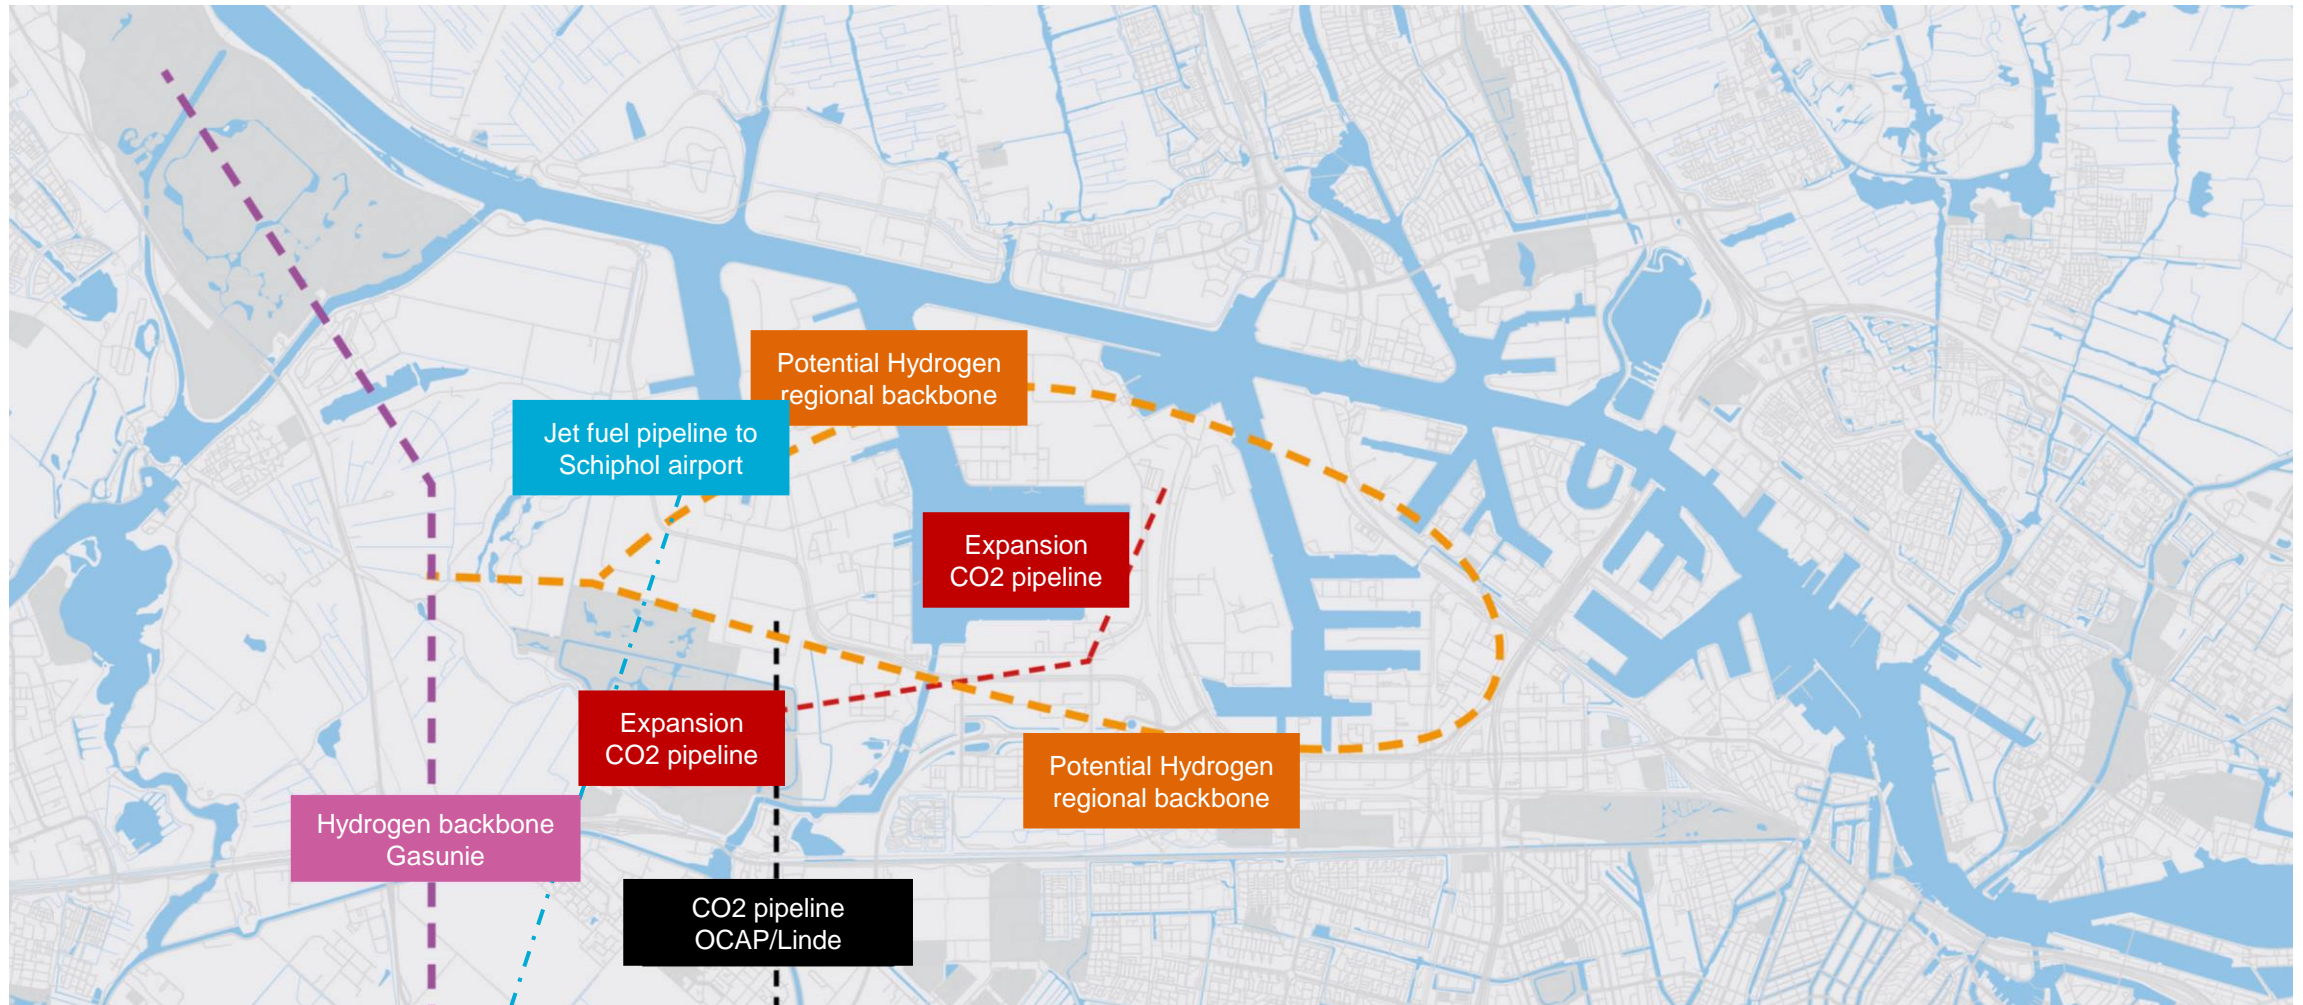 Potential Hydrogen
regional backbone
Jet fuel pipeline to
Schiphol airport
Expansion
CO2 pipeline
Expansion
CO2 pipeline
Potential Hydrogen
regional backbone
Hydrogen backbone
Gasunie
CO2 pipeline
OCAP/Linde